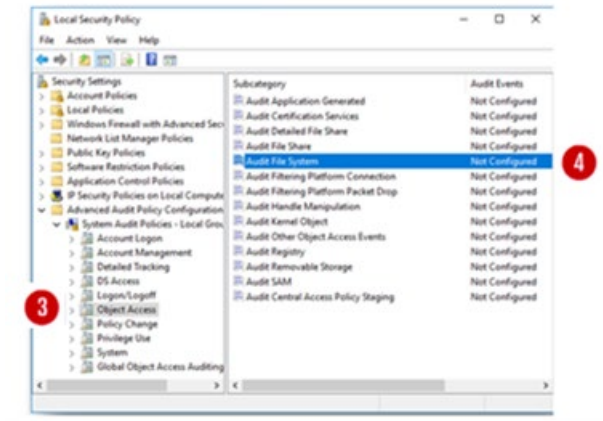 Local Security Policy
File Action View Help
Security Settings
Account Policies
Local Policies
Windows Firewall with Advanced Secu
Network List Manager Policies
Public Key Policies
Software Restriction Policies
Application Control Policies
IP Security Policies on Local Compute
Advanced Audit Policy Configuration
System Audit Policies - Local Grou
Account Logon
Account Management
Detailed Tracking
DS Access
Logon/Logoff
3
Object Access
Policy Change
Privilege Use
System
Global Object Access Auditing
Subcategory Audit Events
Audit Application Generated Not Configured
Audit Certification Services Not Configured
Audit Detailed File Share Not Configured
Audit File Share Not Configured
Audit File System Not Configured
4
Audit Filtering Platform Connection Not Configured
Audit Filtering Platform Packet Drop Not Configured
Audit Handle Manipulation Not Configured
Audit Kernel Object Not Configured
Audit Other Object Access Events Not Configured
Audit Registry Not Configured
Audit Removable Storage Not Configured
Audit SAM Not Configured
Audit Central Access Policy Staging Not Configured